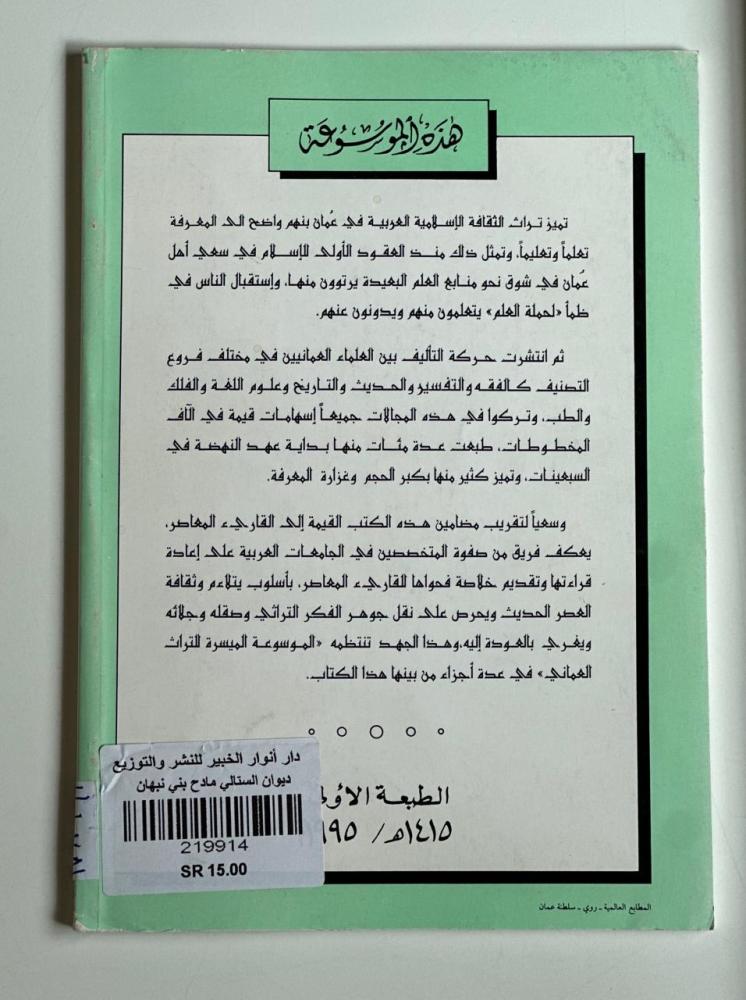 هذه الموسوعة
تميز تراث الثقافة الإسلامية العربية في عُمان بنهم واضح الى المعرفة
تعلماً وتعليماً، وتمثل ذلك منذ العقود الأولى للإسلام في سعي أهل
عُمان في شوق نحو منابع العلم البعيدة يرتوون منها، وإستقبال الناس في
ظمأ «لحملة العلم» يتعلمون منهم ويدونون عنهم.
ثم انتشرت حركة التأليف بين العلماء العمانيين في مختلف فروع
التصنيف كالفقه والتفسير والحديث والتاريخ وعلوم اللغة والفلك
والطب، وتركوا في هذه المجالات جميعاً إسهامات قيمة في الآف
المخطوطات، طبعت عدة مئات منها بداية عهد النهضة في
السبعينات، وتميز كثير منها بكبر الحجم وغزارة المعرفة.
وسعياً لتقريب مضامين هذه الكتب القيمة إلى القاريء المعاصر،
يعكف فريق من صفوة المتخصصين في الجامعات العربية على إعادة
قراءتها وتقديم خلاصة فحواها للقاريء المعاصر، بأسلوب يتلاءم وثقافة
العصر الحديث ويحرص على نقل جوهر الفكر التراثي وصقله وجلائه
ويغري بالعودة إليه، وهذا الجهد تنتظمه «الموسوعة الميسرة للتراث
العماني» في عدة أجزاء من بينها هذا الكتاب.
الطبعة الأولى
١٤١٥هـ / ١٩٩٥
دار أنوار الخبير للنشر والتوزيع
ديوان الستالي مادح بني نبهان
219914
SR 15.00
المطابع العالمية - روي - سلطنة عمان